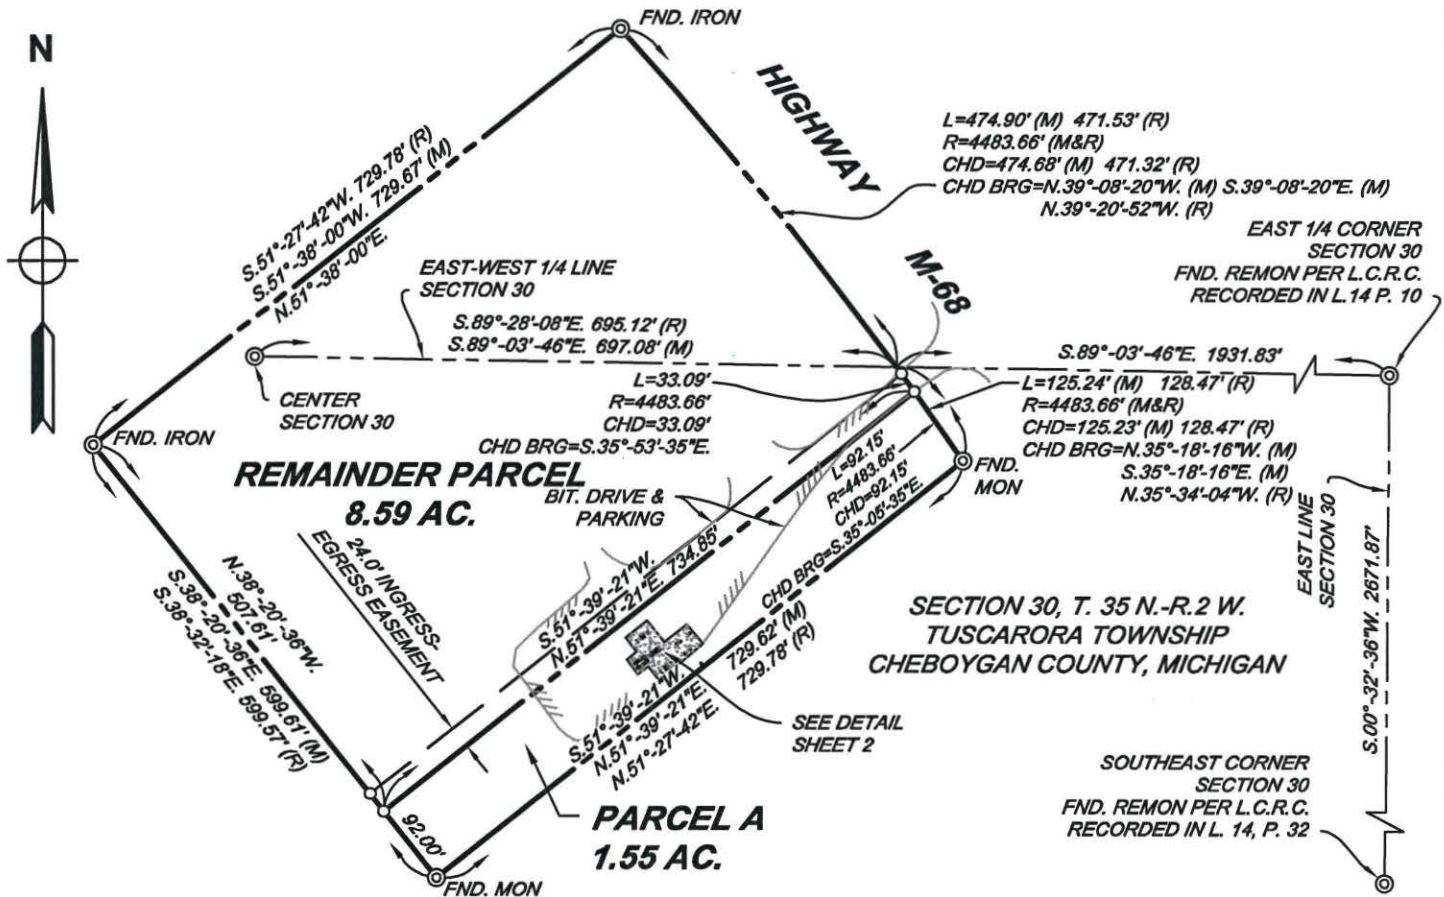 N
FND. IRON
HIGHWAY
M-68
L=474.90' (M) 471.53' (R)
R=4483.66' (M&R)
CHD=474.68' (M) 471.32' (R)
CHD BRG=N.39°-08'-20"W. (M) S.39°-08'-20"E. (M)
N.39°-20'-52"W. (R)
EAST 1/4 CORNER
SECTION 30
FND. REMON PER L.C.R.C.
RECORDED IN L.14 P. 10
S.51°-27'-42"W. 729.78' (R)
S.51°-38'-00"W. 729.67' (M)
N.51°-38'-00"E.
EAST-WEST 1/4 LINE
SECTION 30
S.89°-28'-08"E. 695.12' (R)
S.89°-03'-46"E. 697.08' (M)
S.89°-03'-46"E. 1931.83'
CENTER
SECTION 30
L=33.09'
R=4483.66'
CHD=33.09'
CHD BRG=S.35°-53'-35"E.
L=125.24' (M) 128.47' (R)
R=4483.66' (M&R)
CHD=125.23' (M) 128.47' (R)
CHD BRG=N.35°-18'-16"W. (M)
S.35°-18'-16"E. (M)
N.35°-34'-04"W. (R)
FND. IRON
FND.
MON
REMAINDER PARCEL
8.59 AC.
BIT. DRIVE &
PARKING
L=92.15'
R=4483.66'
CHD=92.15'
CHD BRG=S.35°-05'-35"E.
EAST LINE
SECTION 30
S.00°-32'-36"W. 2671.87'
24.0' INGRESS-
EGRESS EASEMENT
S.51°-39'-21"W.
N.51°-39'-21"E. 734.85'
N.38°-20'-36"W.
507.61'
S.38°-20'-36"E. 599.61' (M)
S.38°-32'-18"E. 599.57' (R)
729.62' (M)
729.78' (R)
S.51°-39'-21"W.
N.51°-39'-21"E.
N.51°-27'-42"E.
SECTION 30, T. 35 N.-R.2 W.
TUSCARORA TOWNSHIP
CHEBOYGAN COUNTY, MICHIGAN
SEE DETAIL
SHEET 2
SOUTHEAST CORNER
SECTION 30
FND. REMON PER L.C.R.C.
RECORDED IN L. 14, P. 32
92.00'
PARCEL A
1.55 AC.
FND. MON